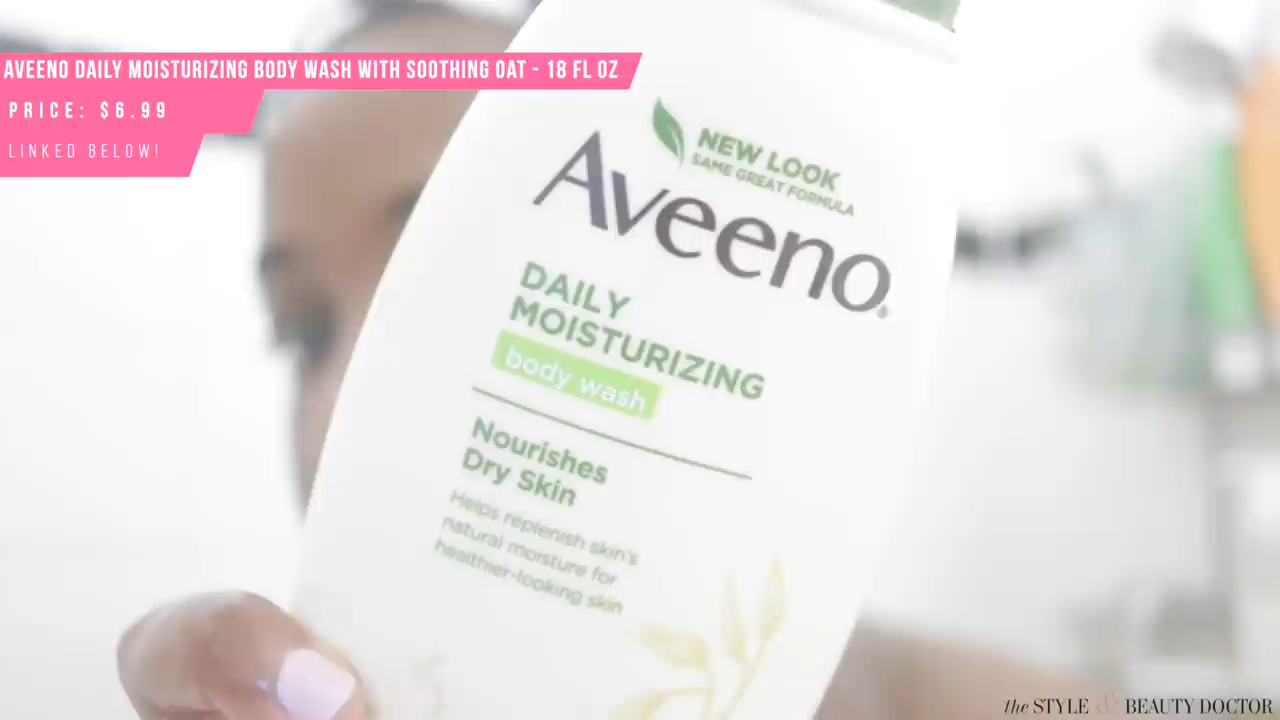 AVEENO DAILY MOISTURIZING BODY WASH WITH SOOTHING OAT - 18 FL OZ
PRICE: $6.99
LINKED BELOW!
NEW LOOK
SAME GREAT FORMULA
Aveeno®
DAILY
MOISTURIZING
body wash
Nourishes
Dry Skin
Helps replenish skin's
natural moisture for
healthier-looking skin
the STYLE & BEAUTY DOCTOR